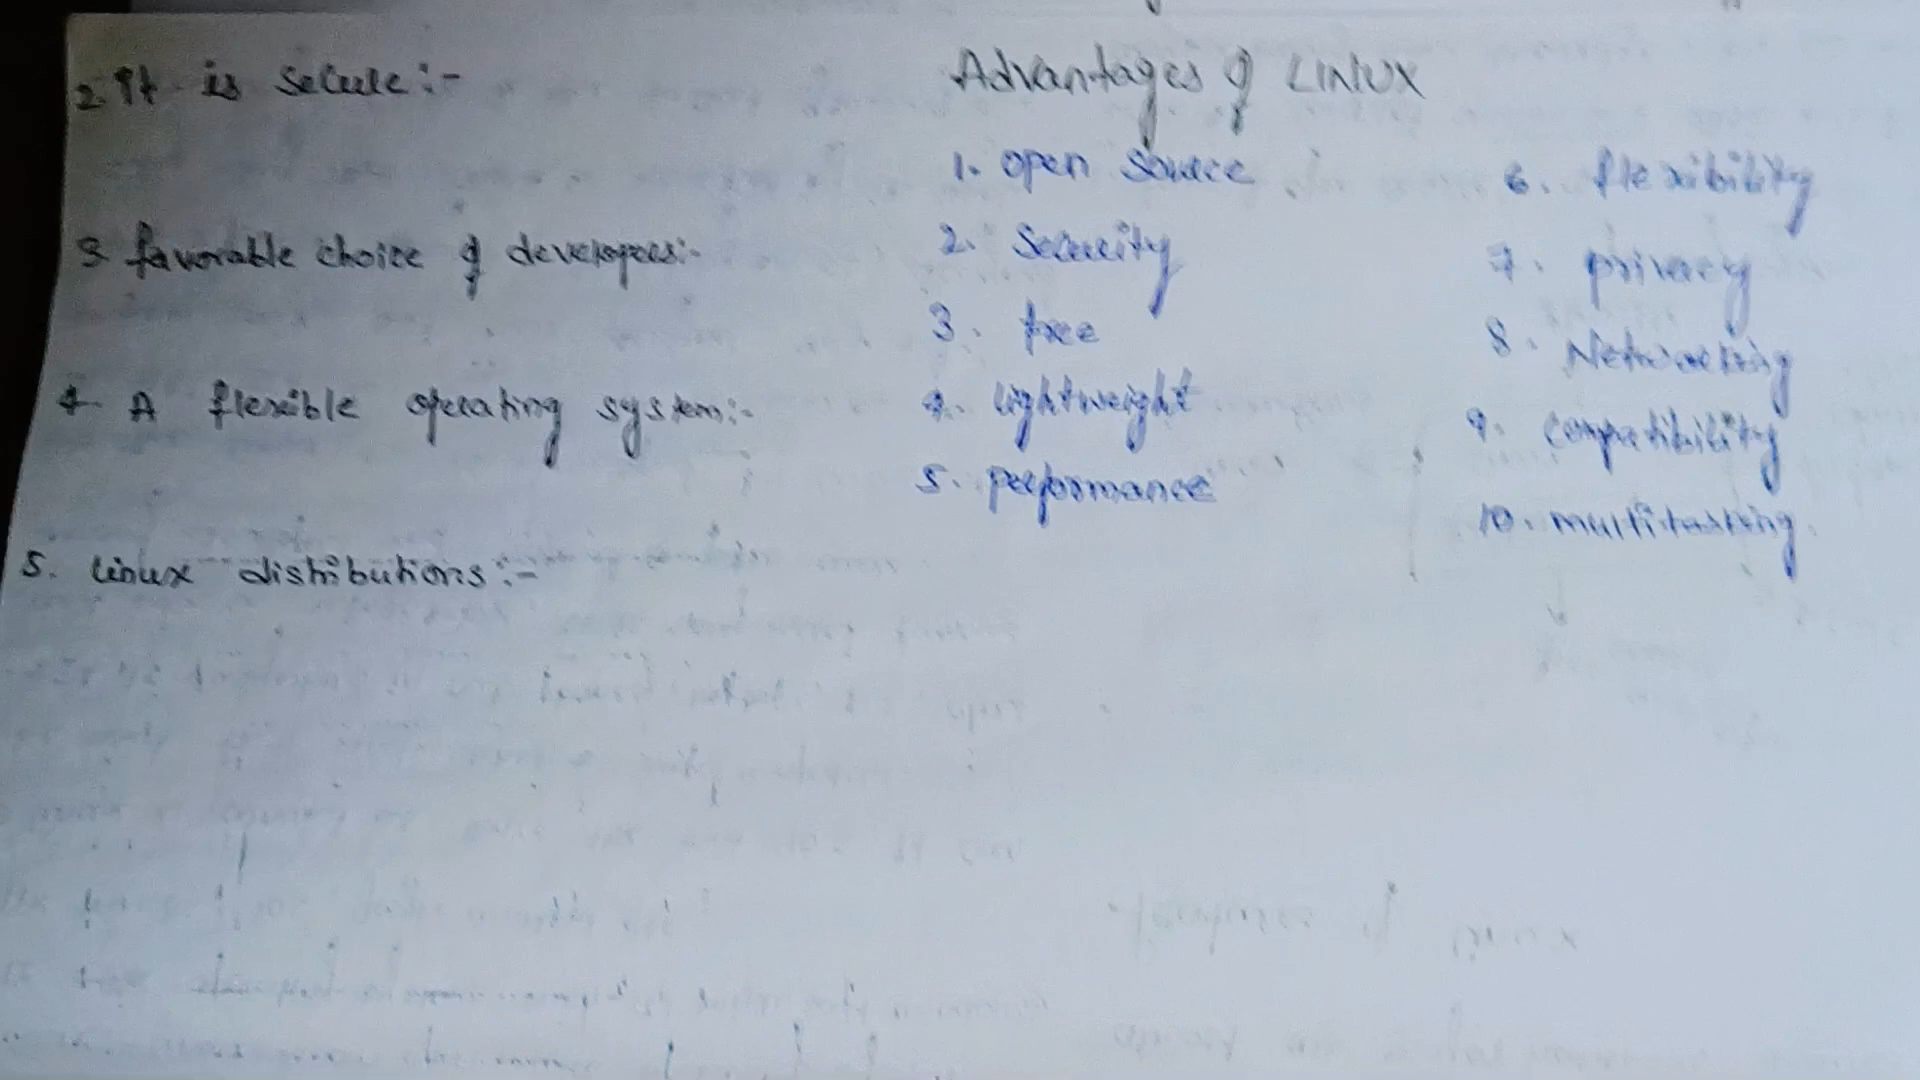 2. It is secure:-
3 favorable choice of developers:-
4 A flexible operating system:-
5. Linux distributions:-
Advantages of LINUX
1. open source
2. Security
3. free
4. lightweight
5. performance
6. flexibility
7. privacy
8. Networking
9. Compatibility
10. multitasking